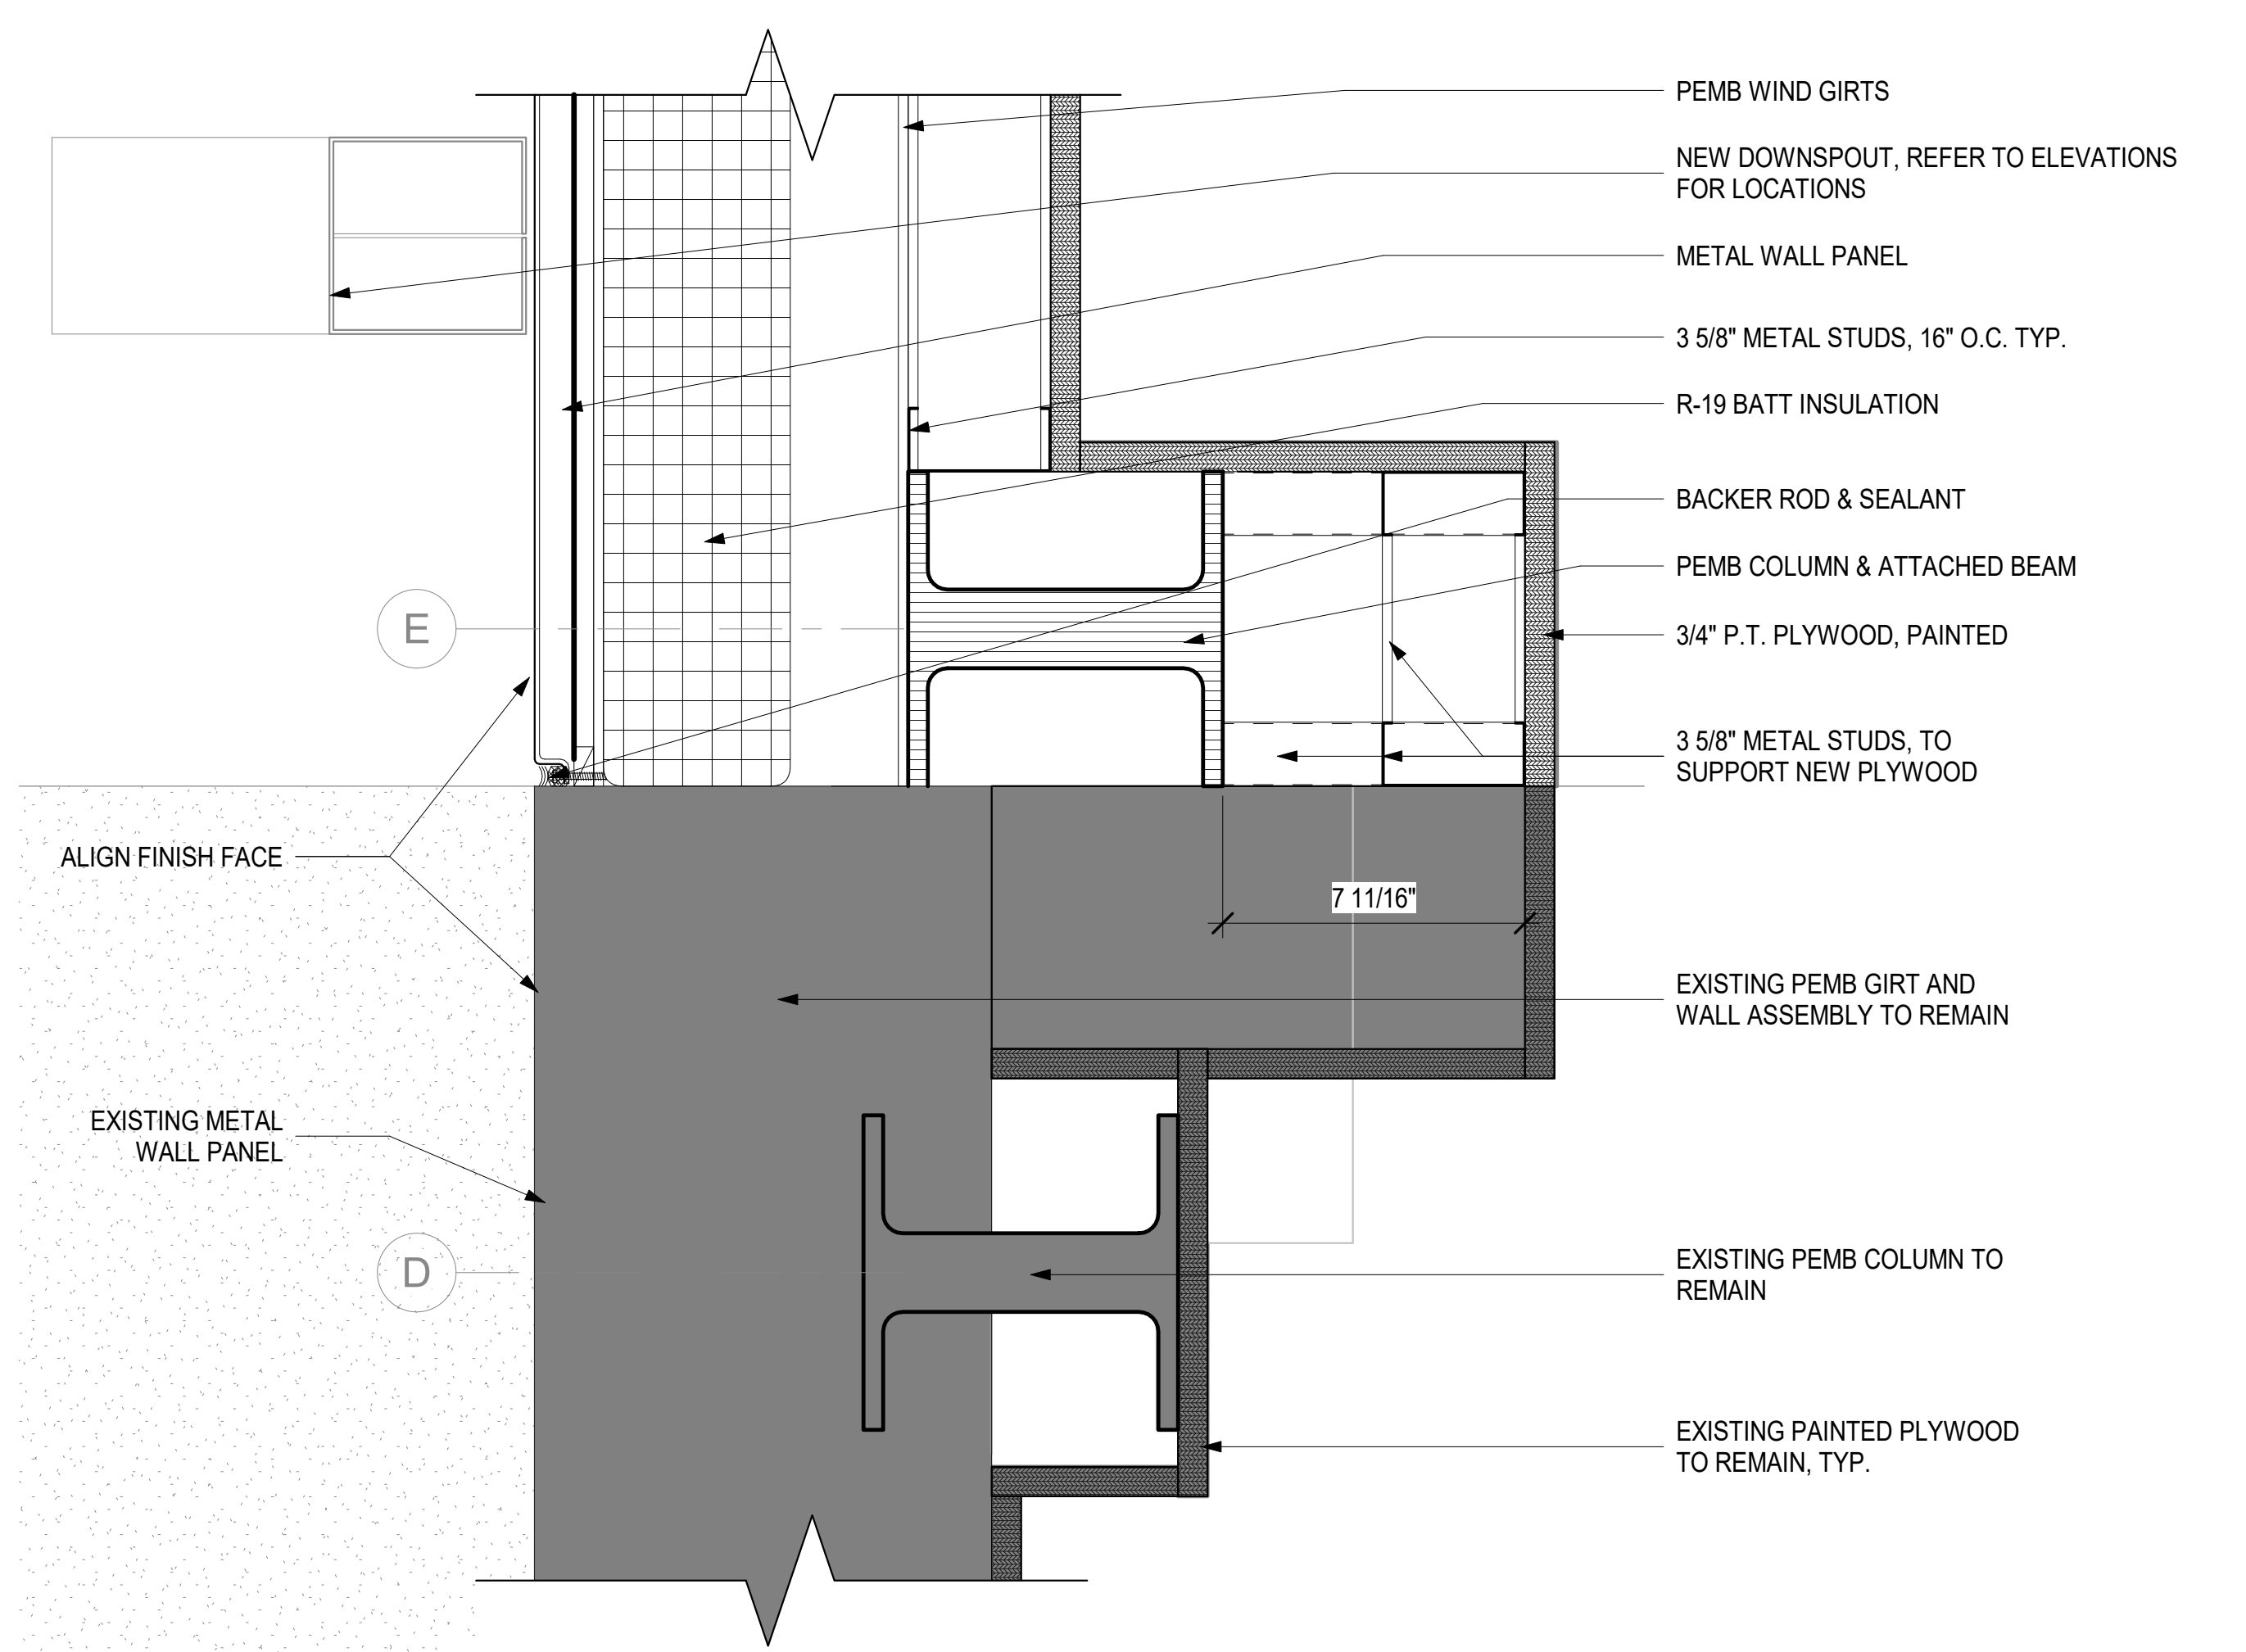 PEMB WIND GIRTS
NEW DOWNSPOUT, REFER TO ELEVATIONS
FOR LOCATIONS
METAL WALL PANEL
3 5/8" METAL STUDS, 16" O.C. TYP.
R-19 BATT INSULATION
BACKER ROD & SEALANT
PEMB COLUMN & ATTACHED BEAM
E
3/4" P.T. PLYWOOD, PAINTED
3 5/8" METAL STUDS, TO
SUPPORT NEW PLYWOOD
ALIGN FINISH FACE
7 11/16"
EXISTING PEMB GIRT AND
WALL ASSEMBLY TO REMAIN
EXISTING METAL
WALL PANEL
D
EXISTING PEMB COLUMN TO
REMAIN
EXISTING PAINTED PLYWOOD
TO REMAIN, TYP.